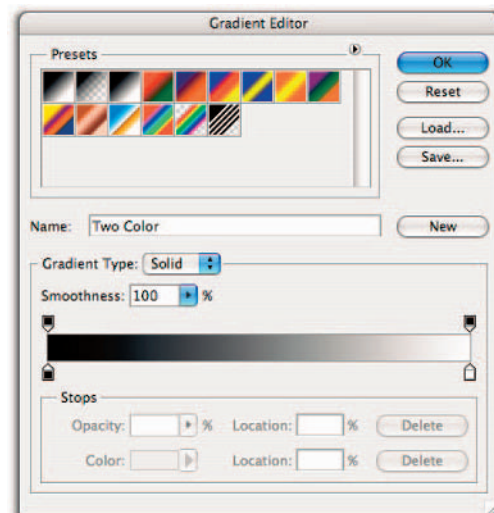 Gradient Editor
Presets
OK
Reset
Load...
Save...
Name: Two Color
New
Gradient Type: Solid
Smoothness: 100 %
Stops
Opacity: % Location: % Delete
Color: Location: % Delete